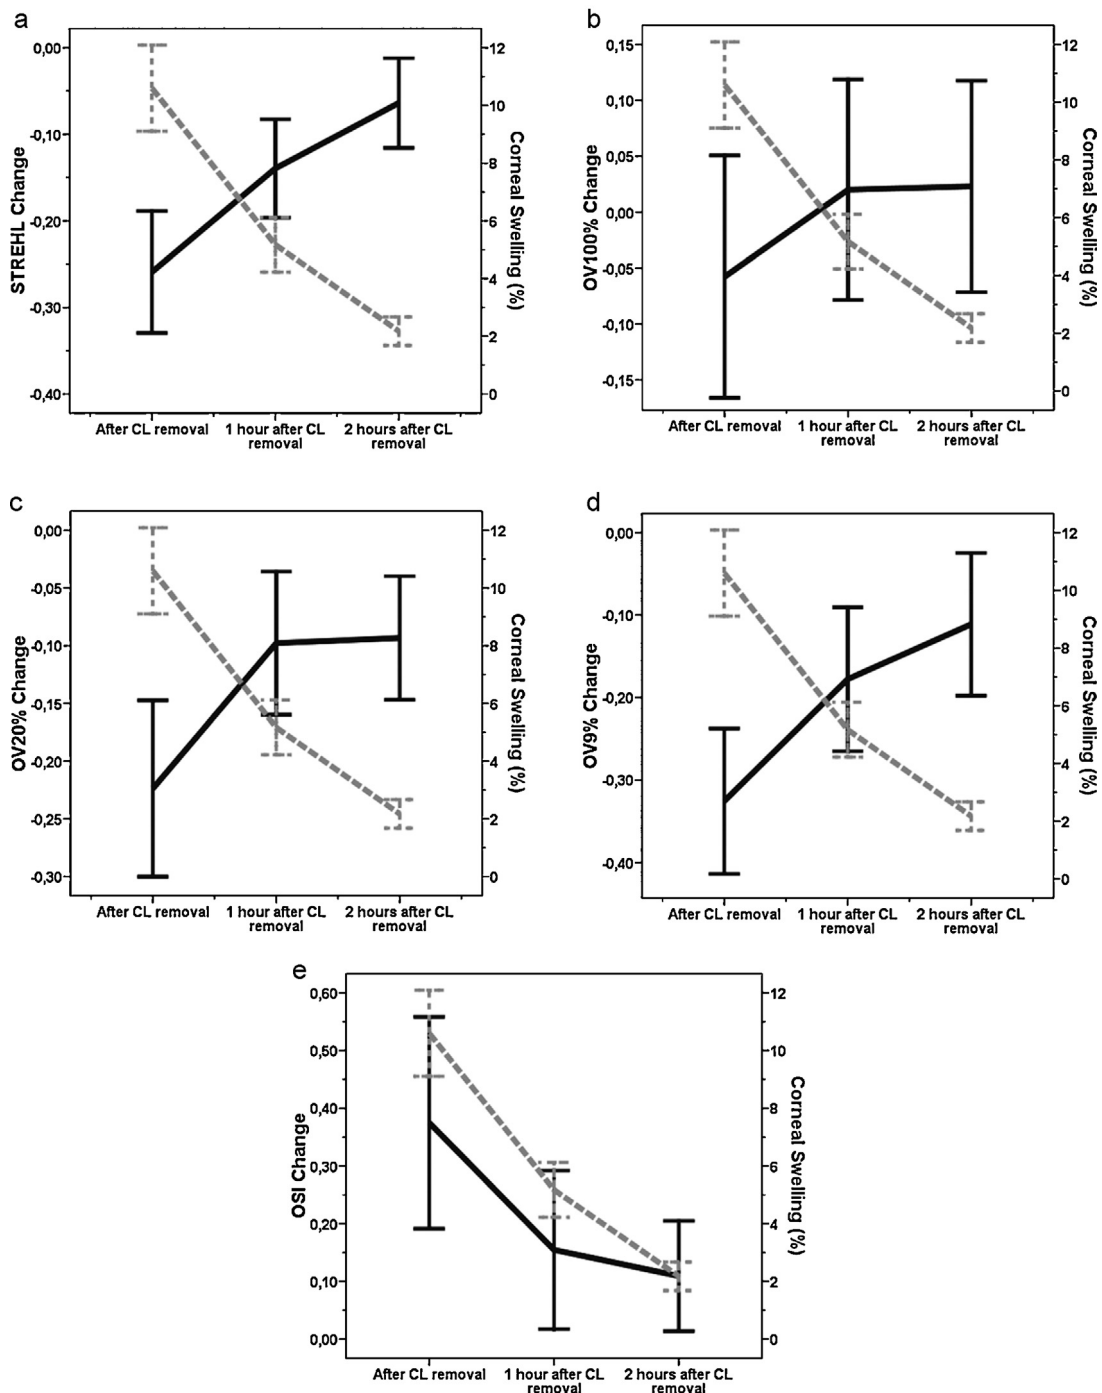 a
STREHL Change
0,00
-0,10
-0,20
-0,30
-0,40
12
10
8
6
4
2
0
Corneal Swelling (%)
After CL removal
1 hour after CL
removal
2 hours after CL
removal
b
OV100% Change
0,15
0,10
0,05
0,00
-0,05
-0,10
-0,15
12
10
8
6
4
2
0
Corneal Swelling (%)
After CL removal
1 hour after CL
removal
2 hours after CL
removal
c
OV20% Change
0,00
-0,05
-0,10
-0,15
-0,20
-0,25
-0,30
12
10
8
6
4
2
0
Corneal Swelling (%)
After CL removal
1 hour after CL
removal
2 hours after CL
removal
d
OV9% Change
0,00
-0,10
-0,20
-0,30
-0,40
12
10
8
6
4
2
0
Corneal Swelling (%)
After CL removal
1 hour after CL
removal
2 hours after CL
removal
e
OSI Change
0,60
0,50
0,40
0,30
0,20
0,10
0,00
12
10
8
6
4
2
0
Corneal Swelling (%)
After CL removal
1 hour after CL
removal
2 hours after CL
removal